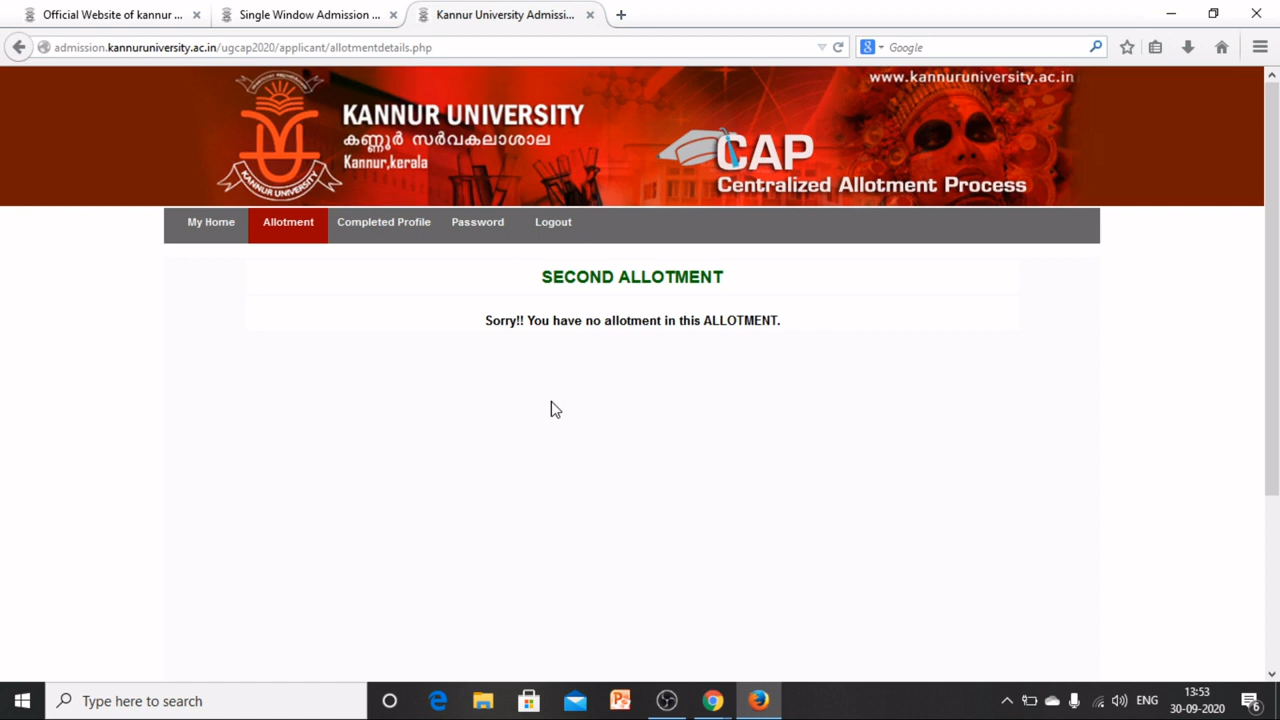 Official Website of kannur ...
Single Window Admission ...
Kannur University Admissi...
admission.kannuruniversity.ac.in/ugcap2020/applicant/allotmentdetails.php
Google
www.kannuruniversity.ac.in
KANNUR UNIVERSITY
കണ്ണൂർ സർവകലാശാല
Kannur,kerala
KANNUR UNIVERSITY
CAP
Centralized Allotment Process
My Home
Allotment
Completed Profile
Password
Logout
SECOND ALLOTMENT
Sorry!! You have no allotment in this ALLOTMENT.
Type here to search
ENG
13:53
30-09-2020
6